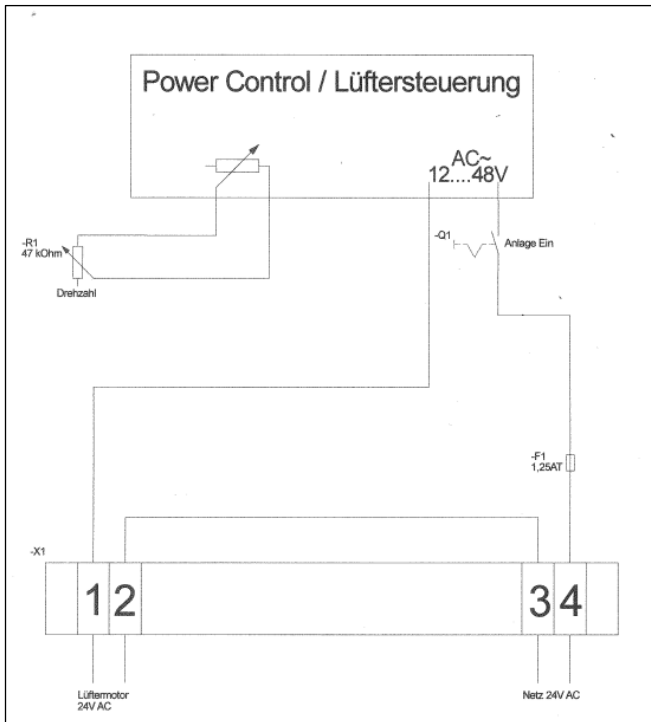 Power Control / Lüftersteuerung
AC~
12....48V
-R1
47 kOhm
Drehzahl
-Q1
Anlage Ein
-F1
1,25AT
-X1
1
2
3
4
Lüftermotor
24V AC
Netz 24V AC